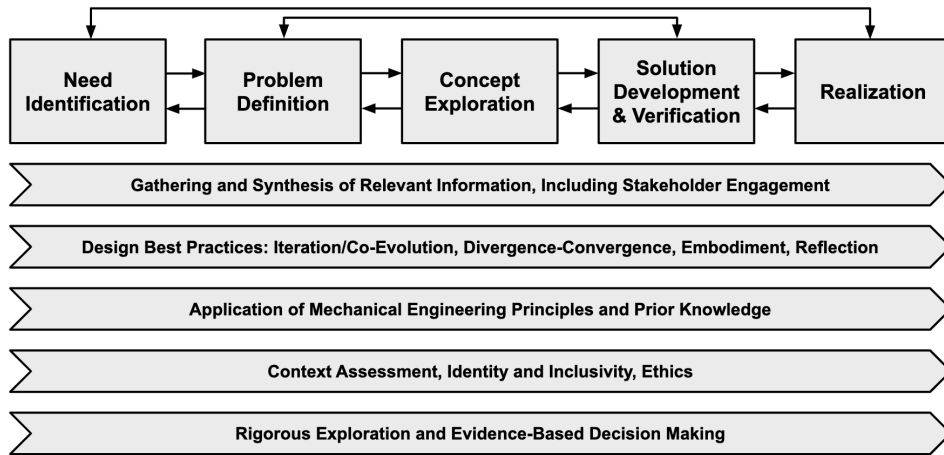 Need
Identification
Problem
Definition
Concept
Exploration
Solution
Development
& Verification
Realization
Gathering and Synthesis of Relevant Information, Including Stakeholder Engagement
Design Best Practices: Iteration/Co-Evolution, Divergence-Convergence, Embodiment, Reflection
Application of Mechanical Engineering Principles and Prior Knowledge
Context Assessment, Identity and Inclusivity, Ethics
Rigorous Exploration and Evidence-Based Decision Making